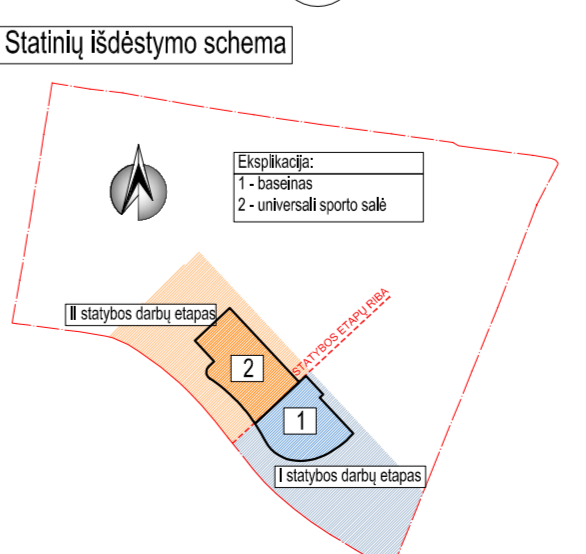 Statinių išdėstymo schema
Eksplikacija:
1 - baseinas
2 - universali sporto salė
II statybos darbų etapas
STATYBOS ETAPŲ RIBA
2
1
I statybos darbų etapas